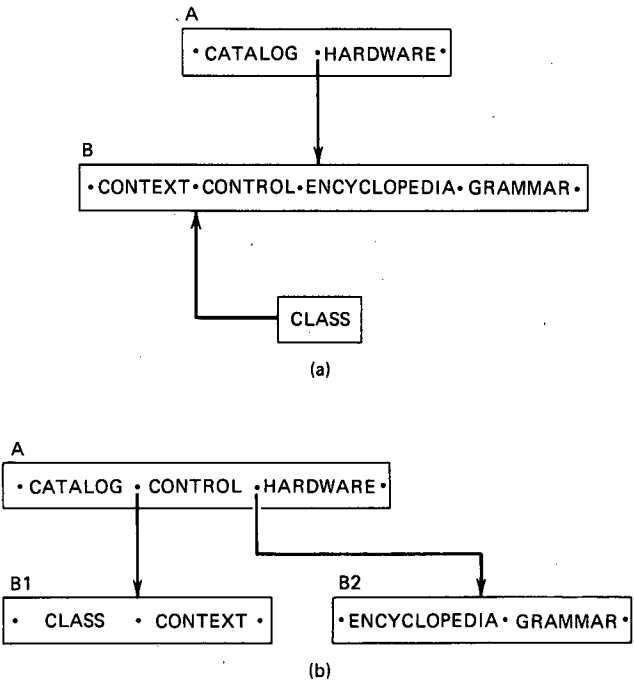 A
• CATALOG • HARDWARE •
B
• CONTEXT • CONTROL • ENCYCLOPEDIA • GRAMMAR •
CLASS
(a)
A
• CATALOG • CONTROL • HARDWARE •
B1
B2
• CLASS • CONTEXT •
• ENCYCLOPEDIA • GRAMMAR •
(b)